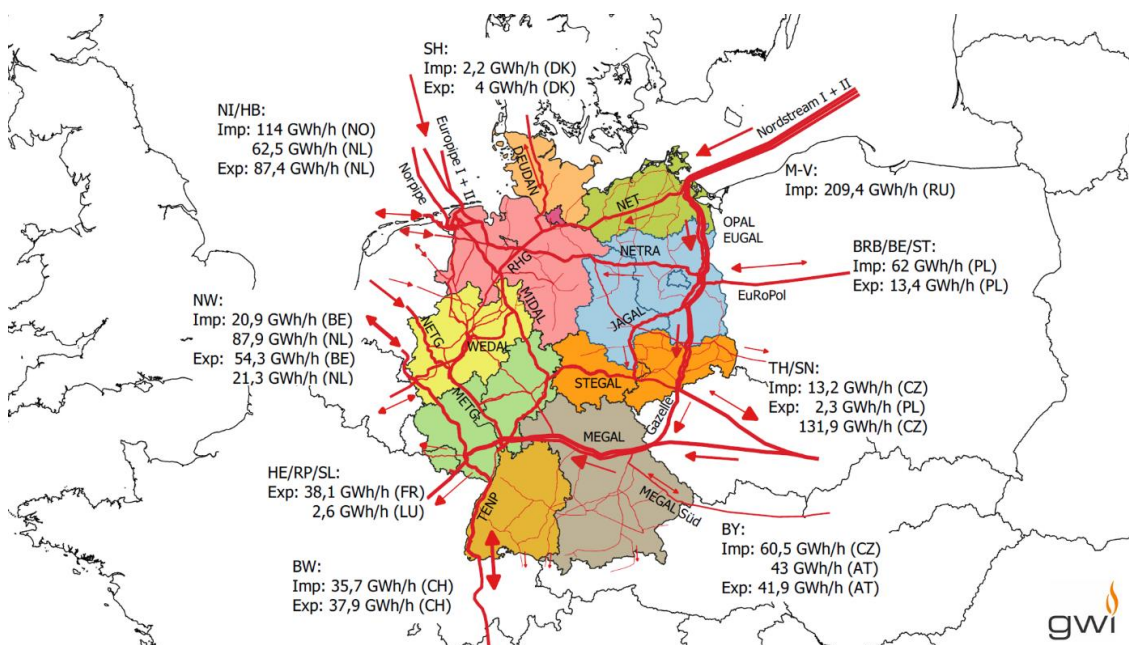 SH:
Imp: 2,2 GWh/h (DK)
Exp: 4 GWh/h (DK)
NI/HB:
Imp: 114 GWh/h (NO)
62,5 GWh/h (NL)
Exp: 87,4 GWh/h (NL)
Europipe I + II
Norpipe
DEUDAN
Nordstream I + II
M-V:
Imp: 209,4 GWh/h (RU)
NET
OPAL
EUGAL
NETRA
RHG
BRB/BE/ST:
Imp: 62 GWh/h (PL)
Exp: 13,4 GWh/h (PL)
EuRoPol
NW:
Imp: 20,9 GWh/h (BE)
87,9 GWh/h (NL)
Exp: 54,3 GWh/h (BE)
21,3 GWh/h (NL)
NETG
WEDAL
MIDAL
JAGAL
TH/SN:
Imp: 13,2 GWh/h (CZ)
Exp: 2,3 GWh/h (PL)
131,9 GWh/h (CZ)
STEGAL
METG
Gazelle
MEGAL
HE/RP/SL:
Exp: 38,1 GWh/h (FR)
2,6 GWh/h (LU)
TENP
MEGAL Süd
BY:
Imp: 60,5 GWh/h (CZ)
43 GWh/h (AT)
Exp: 41,9 GWh/h (AT)
BW:
Imp: 35,7 GWh/h (CH)
Exp: 37,9 GWh/h (CH)
gwi